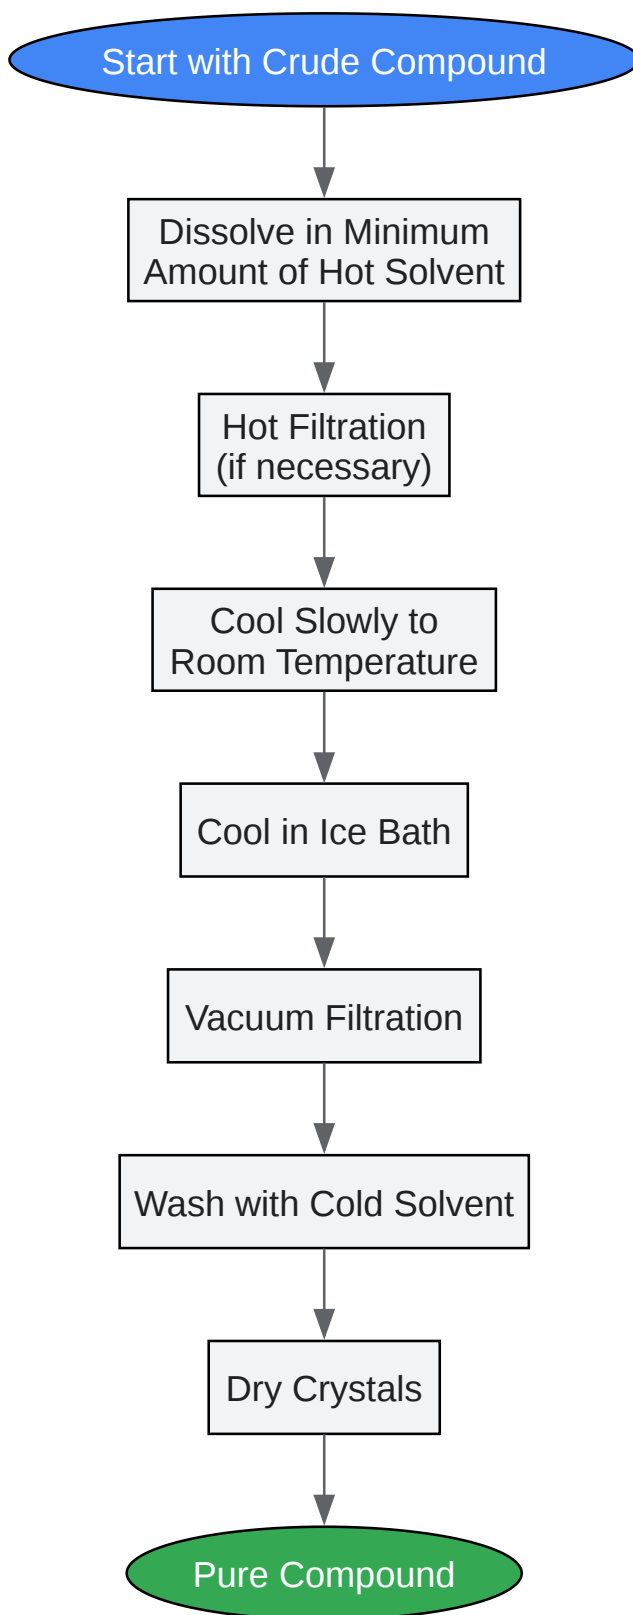 Start with Crude Compound
Dissolve in Minimum
Amount of Hot Solvent
Hot Filtration
(if necessary)
Cool Slowly to
Room Temperature
Cool in Ice Bath
Vacuum Filtration
Wash with Cold Solvent
Dry Crystals
Pure Compound